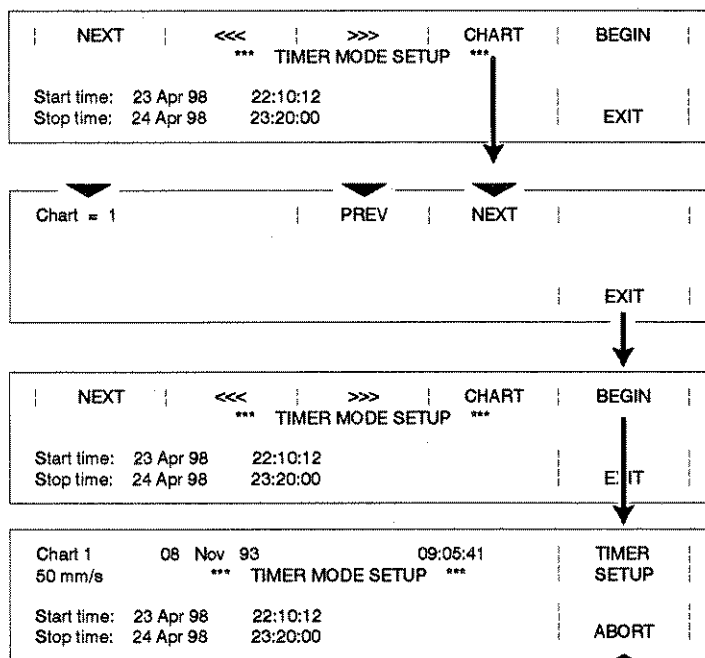 NEXT <<< >>> CHART BEGIN
*** TIMER MODE SETUP ***
Start time: 23 Apr 98 22:10:12
Stop time: 24 Apr 98 23:20:00 EXIT
Chart = 1 PREV NEXT
EXIT
NEXT <<< >>> CHART BEGIN
*** TIMER MODE SETUP ***
Start time: 23 Apr 98 22:10:12
Stop time: 24 Apr 98 23:20:00 EXIT
Chart 1 08 Nov 93 09:05:41 TIMER
50 mm/s *** TIMER MODE SETUP *** SETUP
Start time: 23 Apr 98 22:10:12
Stop time: 24 Apr 98 23:20:00 ABORT